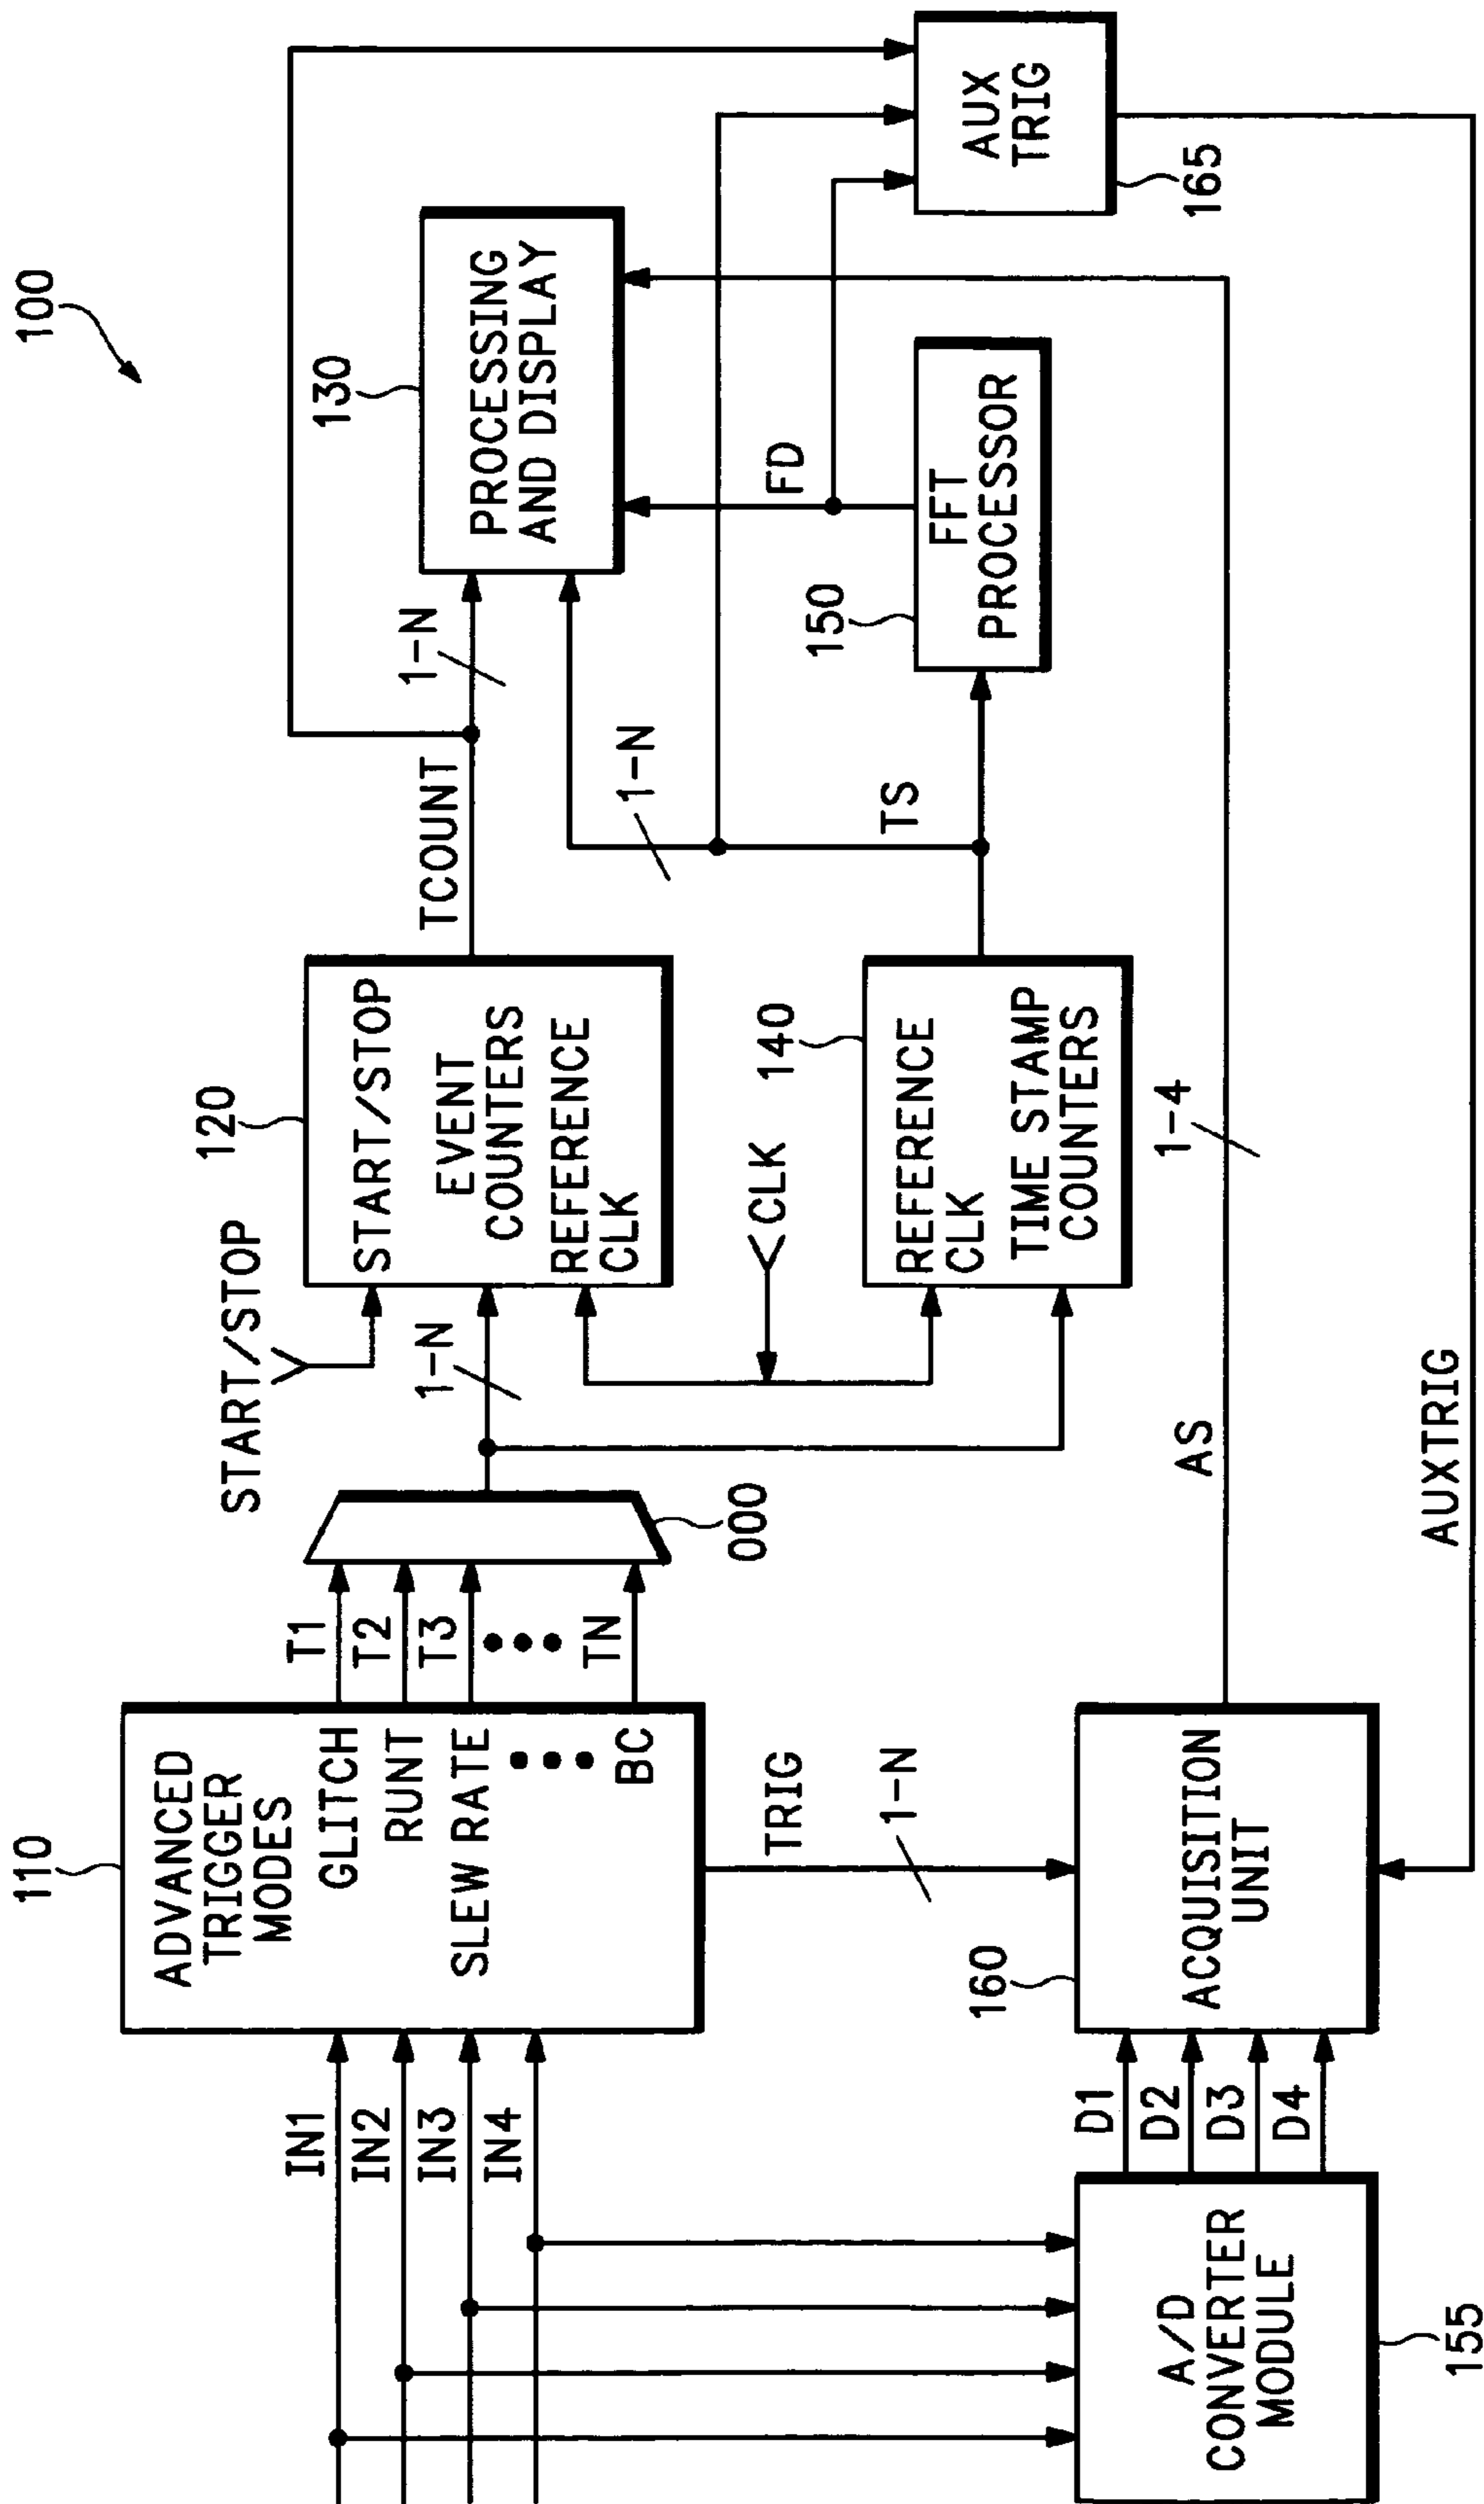 100
110
ADVANCED
TRIGGER
MODES
GLITCH
RUNT
SLEW RATE
BC
IN1
IN2
IN3
IN4
T1
T2
T3
TN
000
START/STOP
1-N
120
START/STOP
EVENT
COUNTERS
REFERENCE
CLK
TCOUNT
1-N
130
PROCESSING
AND DISPLAY
1-N
CLK
140
REFERENCE
CLK
TIME STAMP
COUNTERS
TS
FD
150
FFT
PROCESSOR
AUX
TRIG
165
TRIG
1-N
155
A/D
CONVERTER
MODULE
D1
D2
D3
D4
160
ACQUISITION
UNIT
AS
1-4
AUXTRIG